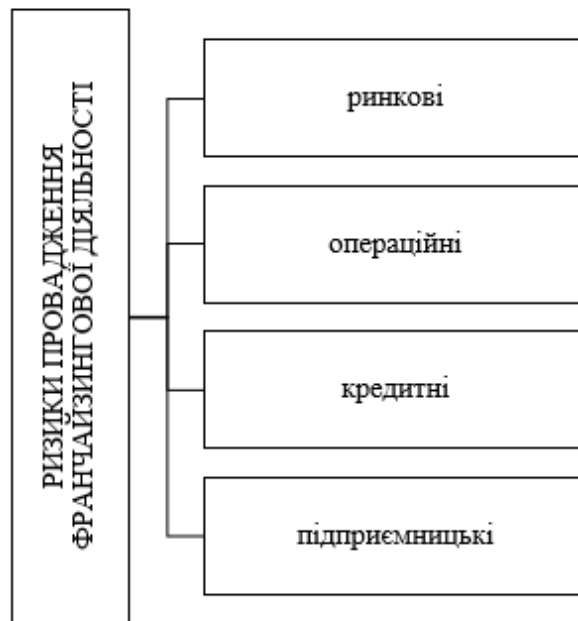 РИЗИКИ ПРОВАДЖЕННЯ
ФРАНЧАЙЗИНГОВОЇ ДІЯЛЬНОСТІ
ринкові
операційні
кредитні
підприємницькі